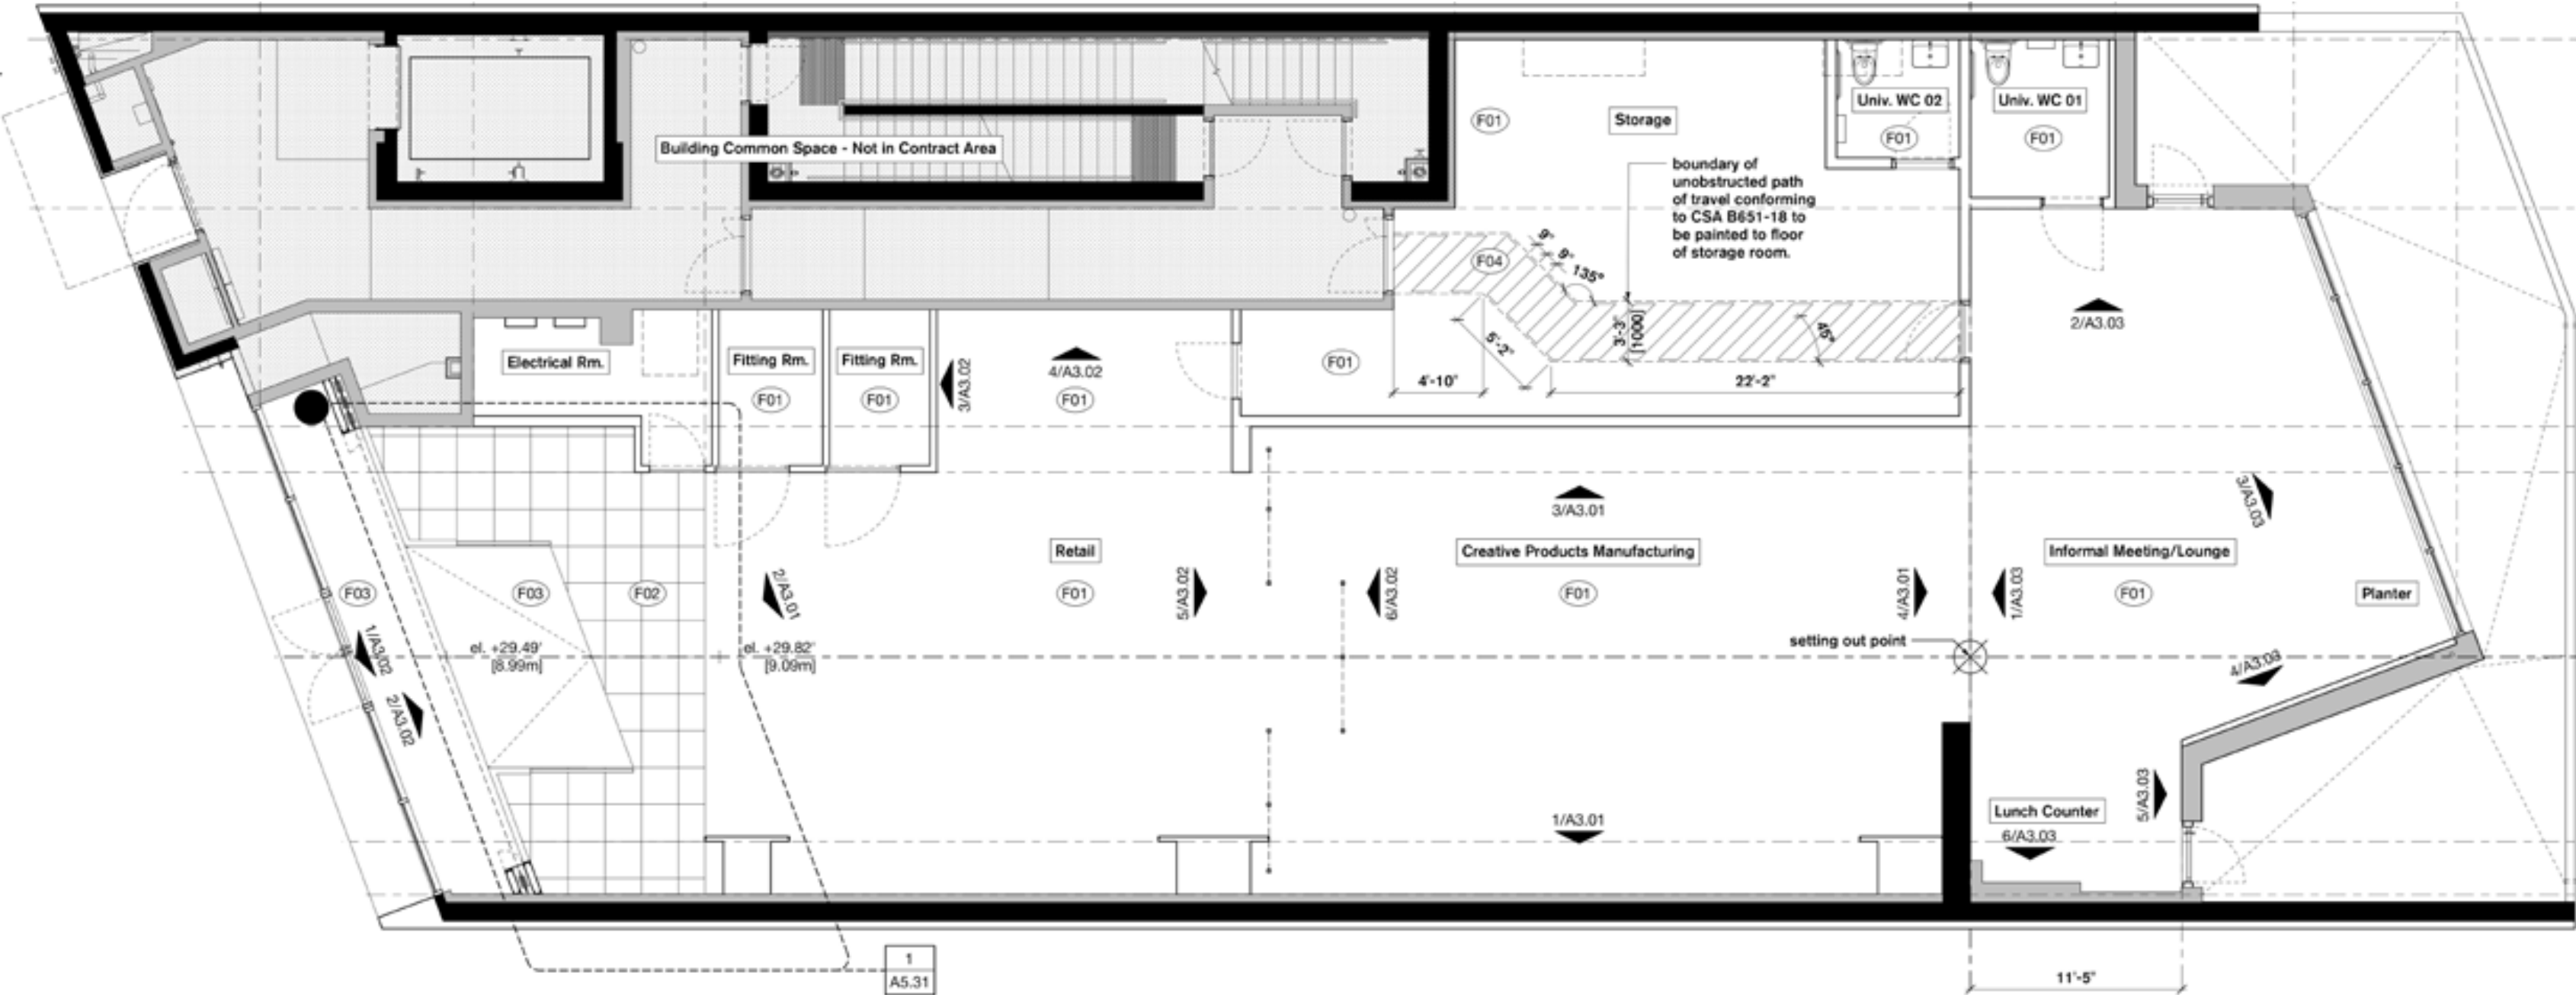 Univ. WC 02
Univ. WC 01
F01
Storage
F01
F01
Building Common Space - Not in Contract Area
boundary of
unobstructed path
of travel conforming
to CSA B651-18 to
be painted to floor
of storage room.
9"
9"
135°
F04
2/A3.03
3'-3"
[1000]
45°
5'-2"
Electrical Rm.
Fitting Rm.
Fitting Rm.
3/A3.02
4/A3.02
F01
4'-10"
22'-2"
F01
F01
F01
3/A3.01
3/A3.03
Retail
Creative Products Manufacturing
Informal Meeting/Lounge
F03
F03
F02
2/A3.01
F01
5/A3.02
6/A3.02
F01
4/A3.01
1/A3.03
F01
Planter
1/A3.02
el. +29.49'
[8.99m]
el. +29.82'
[9.09m]
setting out point
4/A3.03
2/A3.02
5/A3.03
Lunch Counter
1/A3.01
6/A3.03
1
A5.31
11'-5"